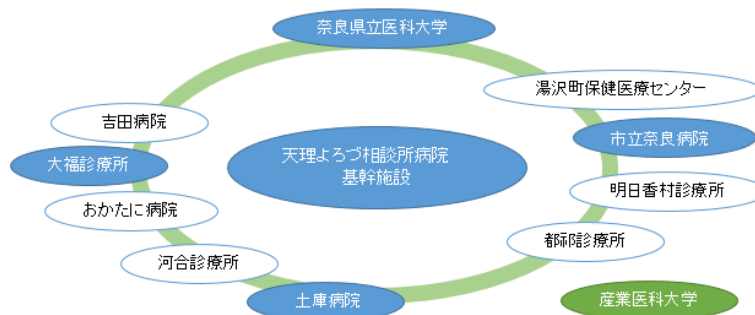 奈良県立医科大学
湯沢町保健医療センター
吉田病院
市立奈良病院
天理よろづ相談所病院
基幹施設
大福診療所
明日香村診療所
おかたに病院
都祁診療所
河合診療所
土庫病院
産業医科大学